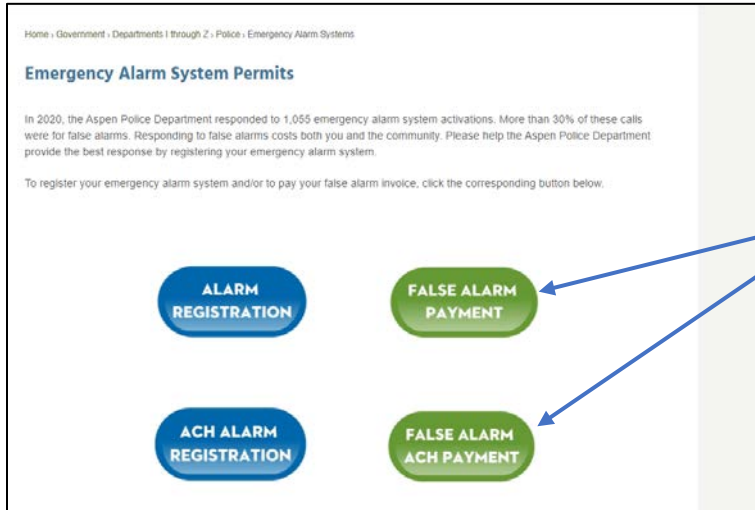 Home › Government › Departments I through Z › Police › Emergency Alarm Systems
Emergency Alarm System Permits
In 2020, the Aspen Police Department responded to 1,055 emergency alarm system activations. More than 30% of these calls
were for false alarms. Responding to false alarms costs both you and the community. Please help the Aspen Police Department
provide the best response by registering your emergency alarm system.
To register your emergency alarm system and/or to pay your false alarm invoice, click the corresponding button below.
ALARM
REGISTRATION
FALSE ALARM
PAYMENT
ACH ALARM
REGISTRATION
FALSE ALARM
ACH PAYMENT